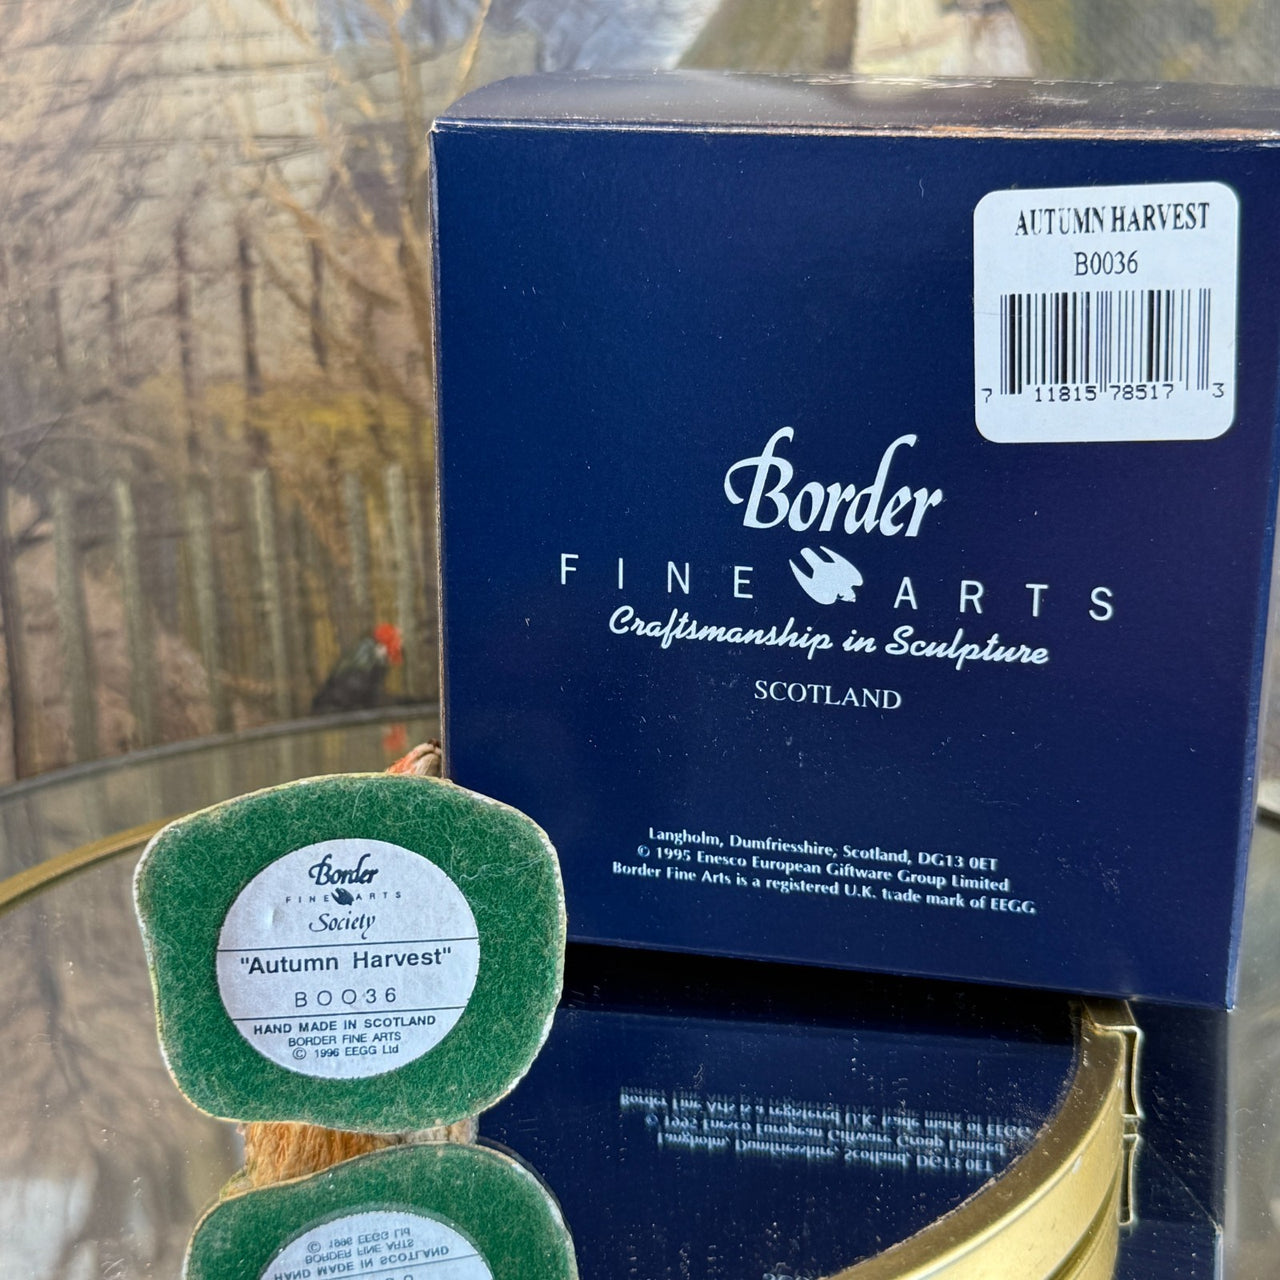 AUTUMN HARVEST
B0036
7 11815 78517 3
Border
FINE ARTS
Craftsmanship in Sculpture
SCOTLAND
Langholm, Dumfriesshire, Scotland, DG13 0ET
© 1995 Enesco European Giftware Group Limited
Border Fine Arts is a registered U.K. trade mark of EEGG
Border
FINE ARTS
Society
"Autumn Harvest"
B0036
HAND MADE IN SCOTLAND
BORDER FINE ARTS
© 1996 EEGG Ltd